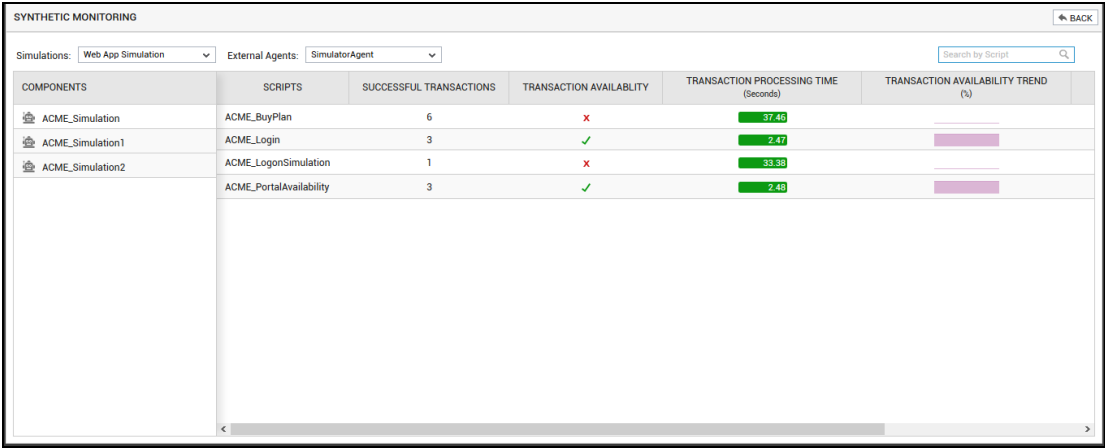 SYNTHETIC MONITORING
BACK
Simulations: Web App Simulation External Agents: SimulatorAgent Search by Script
COMPONENTS SCRIPTS SUCCESSFUL TRANSACTIONS TRANSACTION AVAILABLITY TRANSACTION PROCESSING TIME TRANSACTION AVAILABILITY TREND
(Seconds) (%)
ACME_Simulation ACME_BuyPlan 6 X 37.46
ACME_Simulation1 ACME_Login 3 ✓ 2.47
ACME_Simulation2 ACME_LogonSimulation 1 X 33.38
ACME_PortalAvailability 3 ✓ 2.48